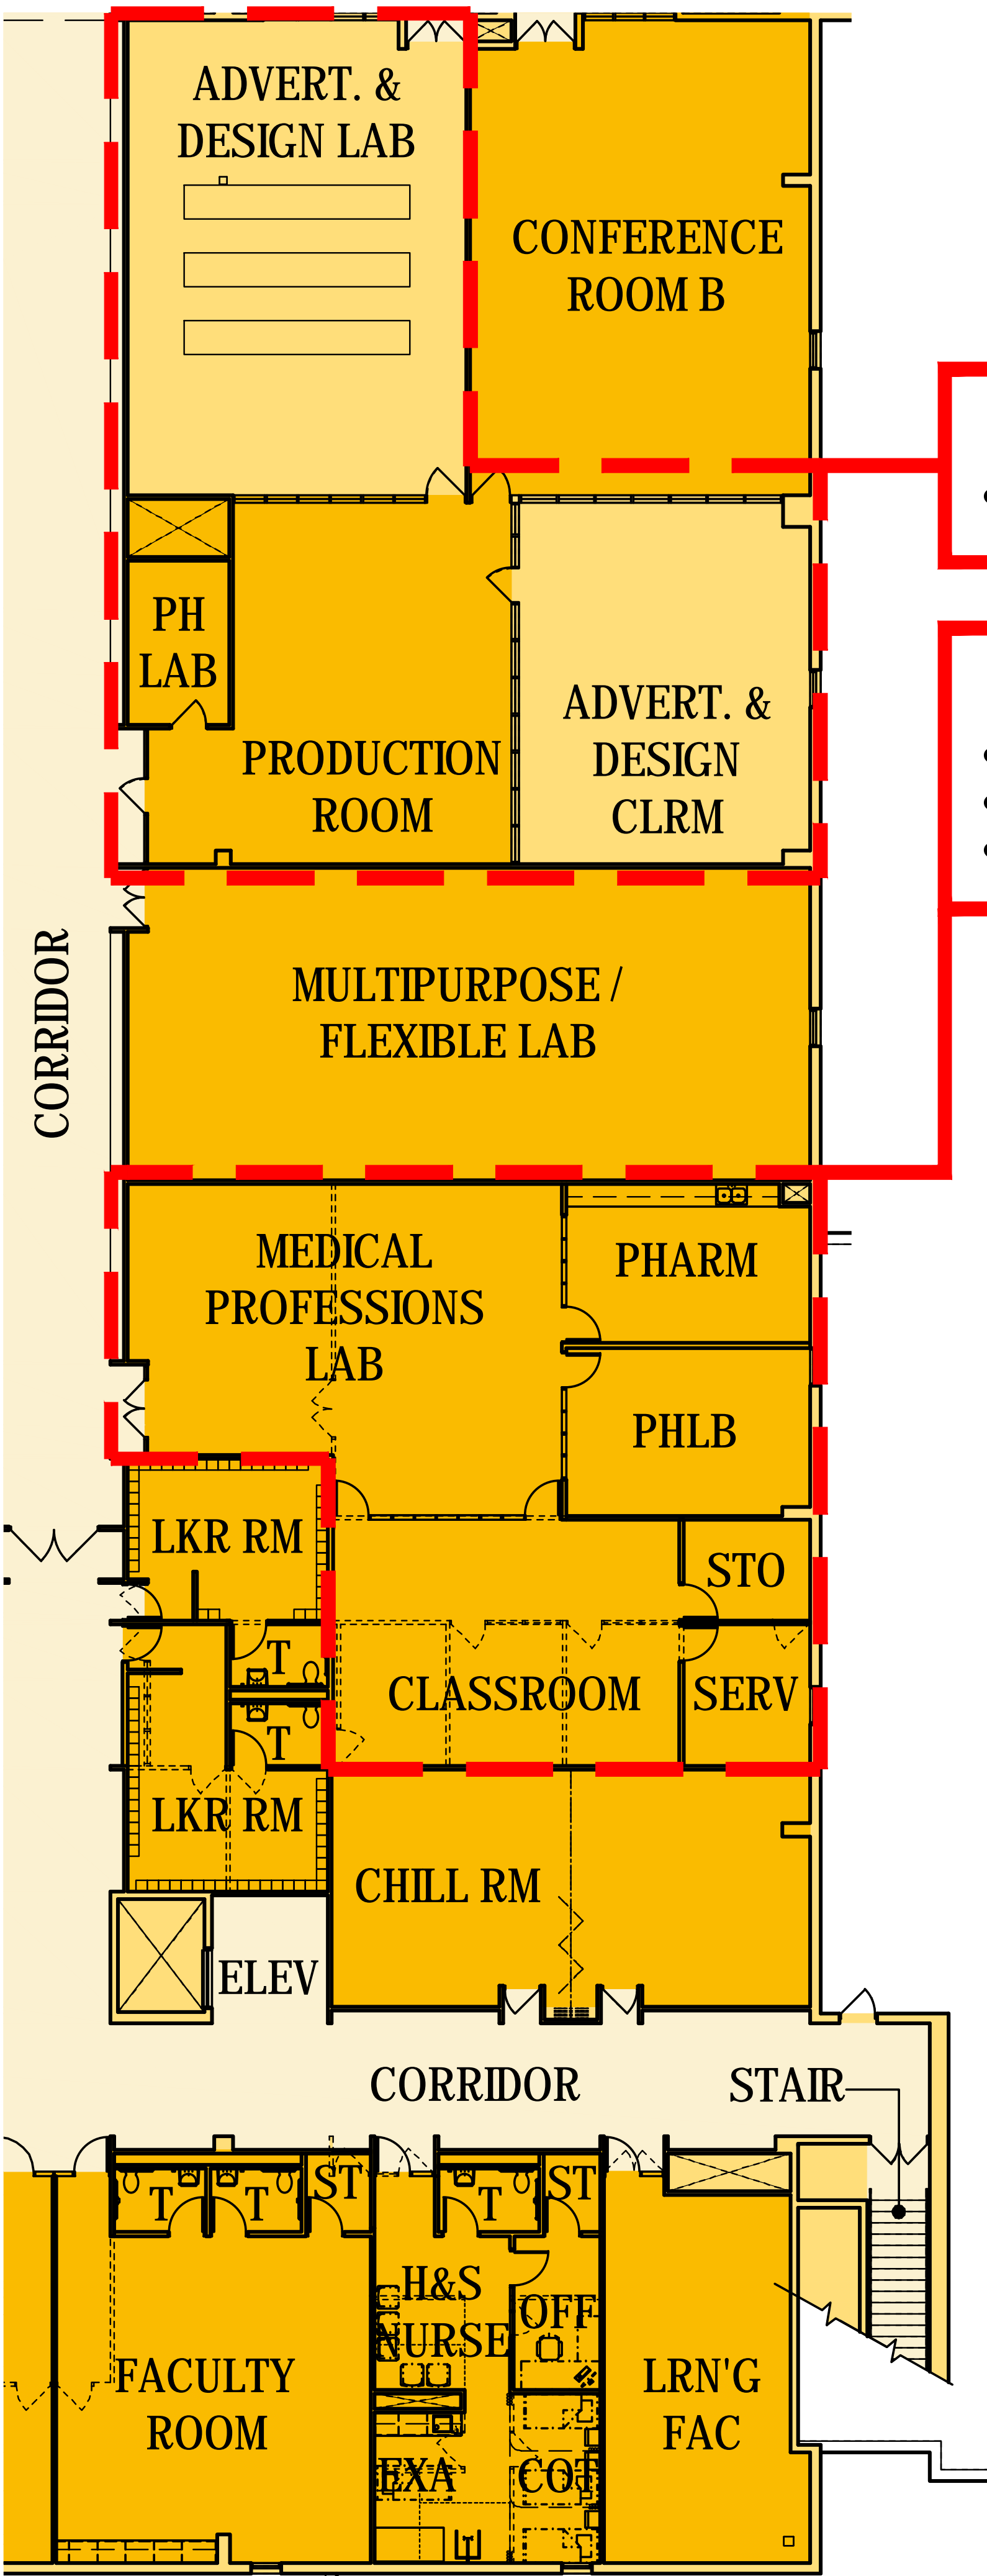 ADVERT. &
DESIGN LAB
CONFERENCE
ROOM B
PH
LAB
PRODUCTION
ROOM
ADVERT. &
DESIGN
CLRM
CORRIDOR
MULTIPURPOSE /
FLEXIBLE LAB
MEDICAL
PROFESSIONS
LAB
PHARM
PHLB
LKR RM
STO
T
CLASSROOM
SERV
T
LKR RM
CHILL RM
ELEV
CORRIDOR
STAIR
T
T
ST
T
ST
H&S
NURSE
OFF
FACULTY
ROOM
LRN'G
FAC
EXA
COT